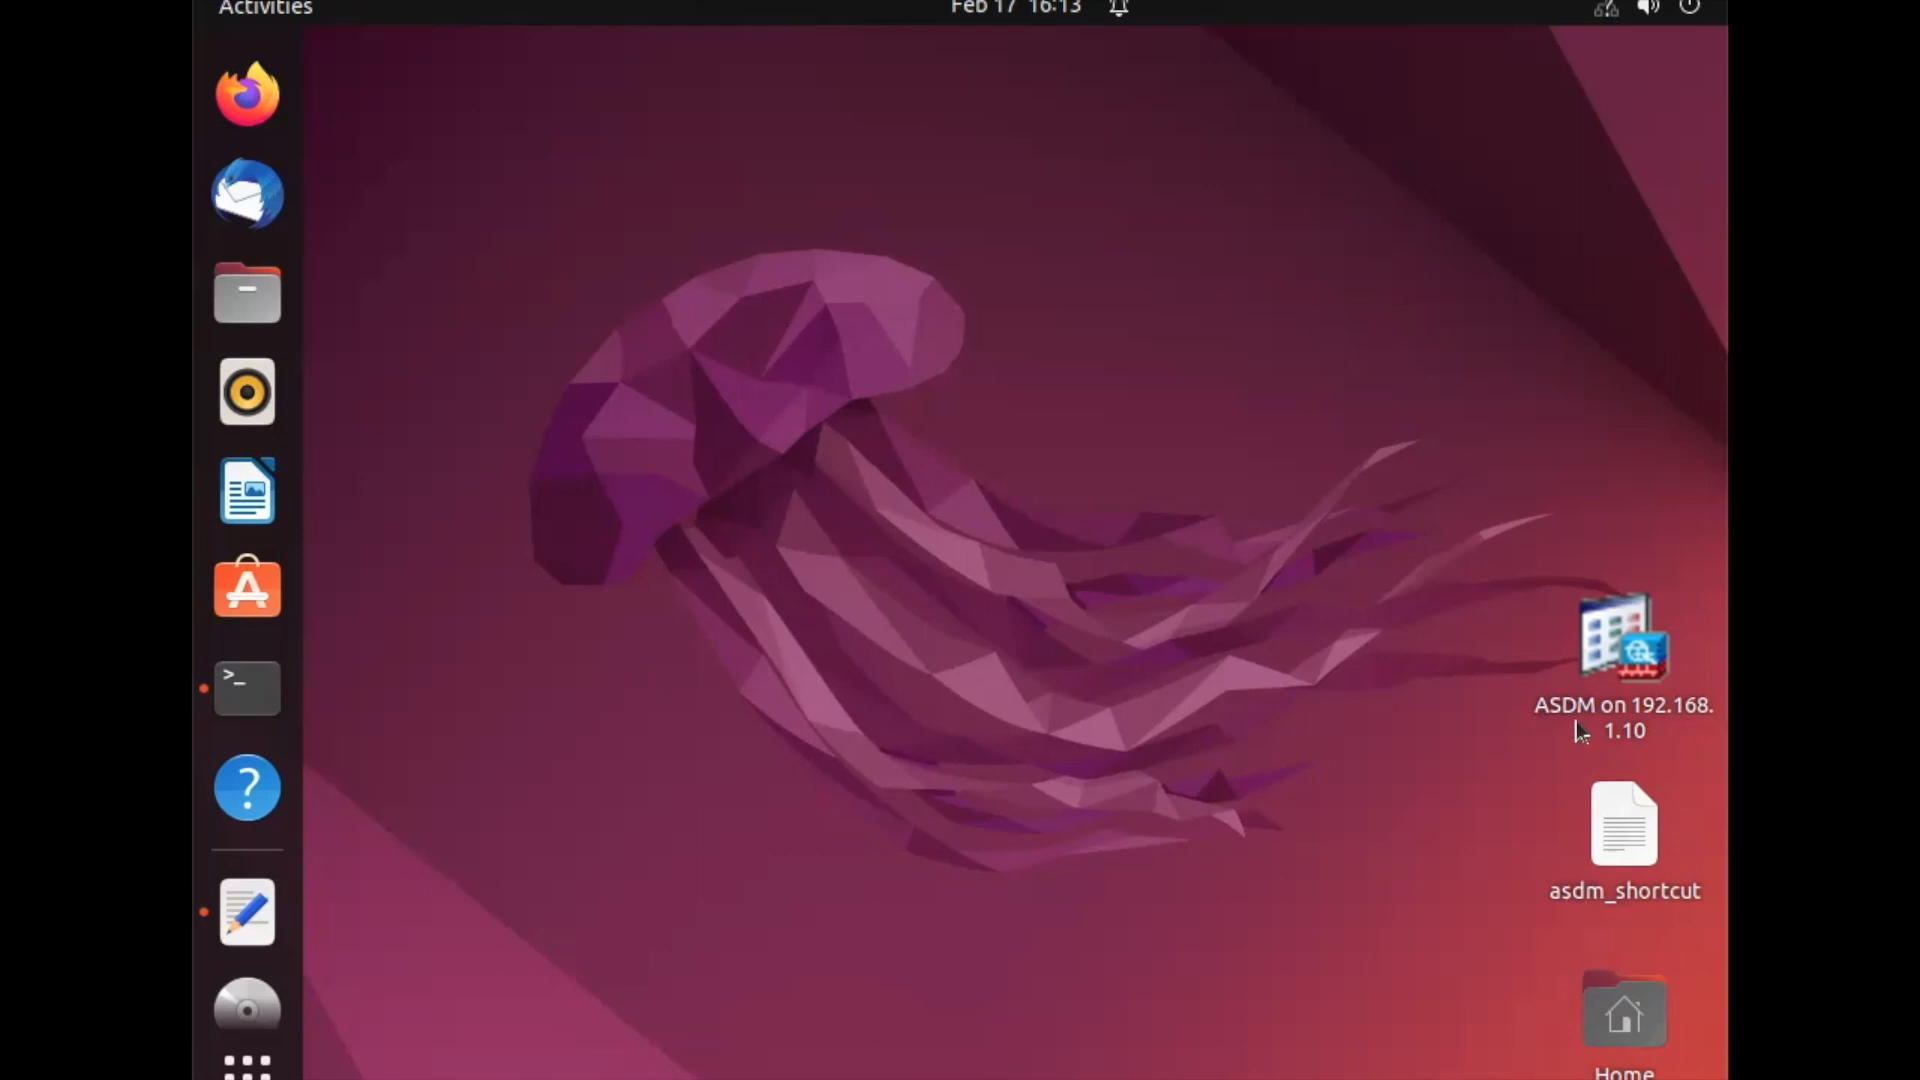 Activities
Feb 17 16:13
ASDM on 192.168.
1.10
asdm_shortcut
Home